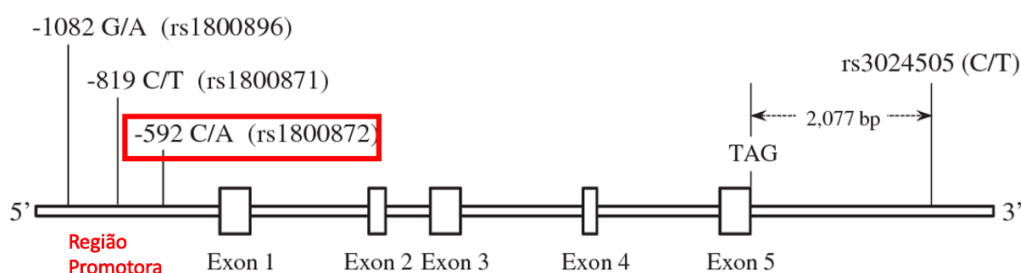 -1082 G/A (rs1800896)
-819 C/T (rs1800871)
-592 C/A (rs1800872)
rs3024505 (C/T)
2,077 bp
TAG
5’
3’
Região
Promotora
Exon 1
Exon 2
Exon 3
Exon 4
Exon 5